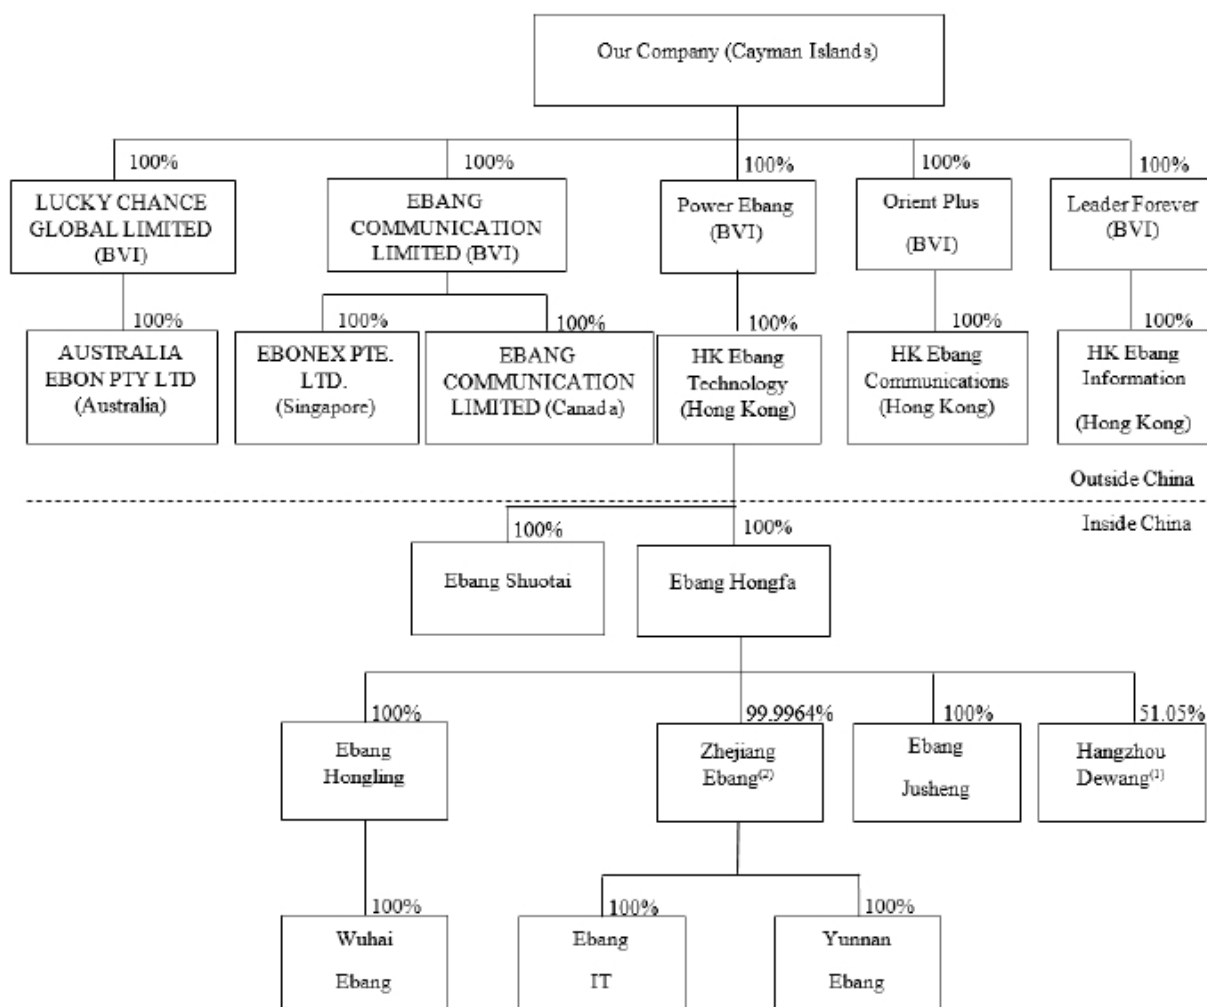 Our Company (Cayman Islands)
100%
100%
100%
100%
100%
LUCKY CHANCE
GLOBAL LIMITED
(BVI)
EBANG
COMMUNICATION
LIMITED (BVI)
Power Ebang
(BVI)
Orient Plus
(BVI)
Leader Forever
(BVI)
100%
100%
100%
100%
100%
100%
AUSTRALIA
EBON PTY LTD
(Australia)
EBONEX PTE.
LTD.
(Singapore)
EBANG
COMMUNICATION
LIMITED (Canada)
HK Ebang
Technology
(Hong Kong)
HK Ebang
Communications
(Hong Kong)
HK Ebang
Information
(Hong Kong)
Outside China
Inside China
100%
100%
Ebang Shuotai
Ebang Hongfa
100%
99.9964%
100%
51.05%
Ebang
Hongling
Zhejiang
Ebang(2)
Ebang
Jusheng
Hangzhou
Dewang(1)
100%
100%
100%
Wuhai
Ebang
Ebang
IT
Yunnan
Ebang